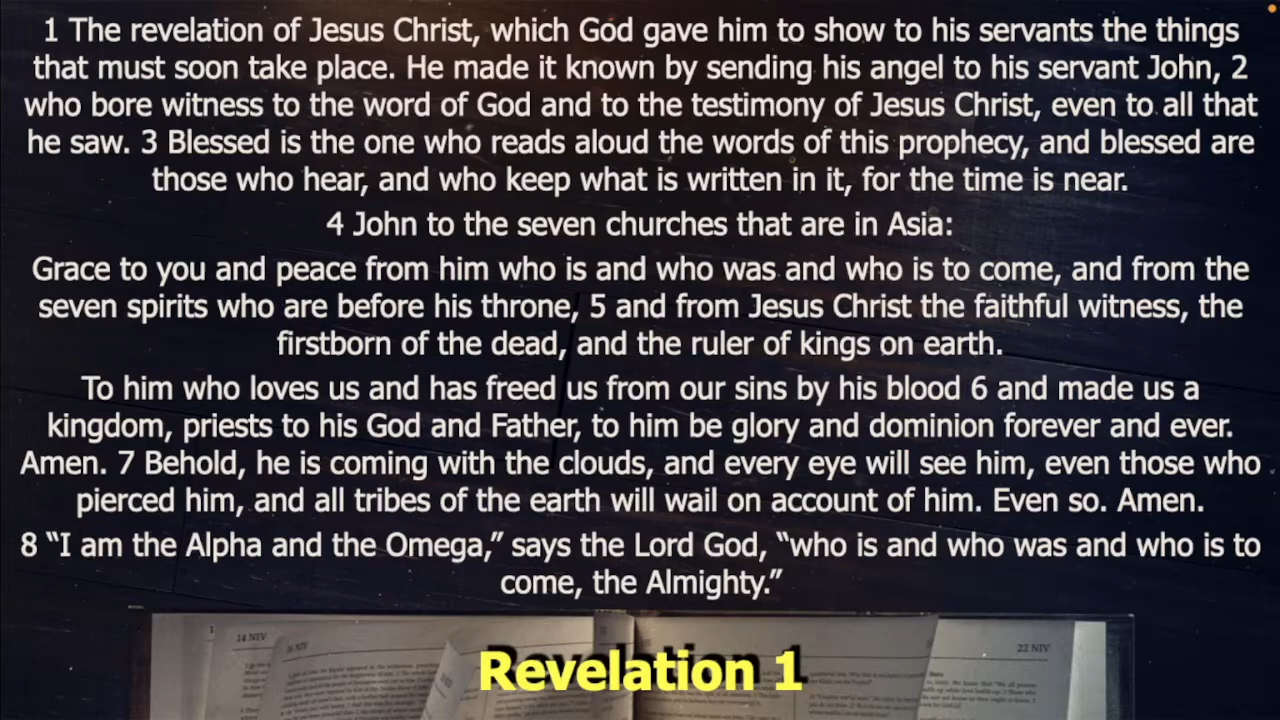 1 The revelation of Jesus Christ, which God gave him to show to his servants the things
that must soon take place. He made it known by sending his angel to his servant John, 2
who bore witness to the word of God and to the testimony of Jesus Christ, even to all that
he saw. 3 Blessed is the one who reads aloud the words of this prophecy, and blessed are
those who hear, and who keep what is written in it, for the time is near.
4 John to the seven churches that are in Asia:
Grace to you and peace from him who is and who was and who is to come, and from the
seven spirits who are before his throne, 5 and from Jesus Christ the faithful witness, the
firstborn of the dead, and the ruler of kings on earth.
To him who loves us and has freed us from our sins by his blood 6 and made us a
kingdom, priests to his God and Father, to him be glory and dominion forever and ever.
Amen. 7 Behold, he is coming with the clouds, and every eye will see him, even those who
pierced him, and all tribes of the earth will wail on account of him. Even so. Amen.
8 “I am the Alpha and the Omega,” says the Lord God, “who is and who was and who is to
come, the Almighty.”
14 NIV
22 NIV
Revelation 1